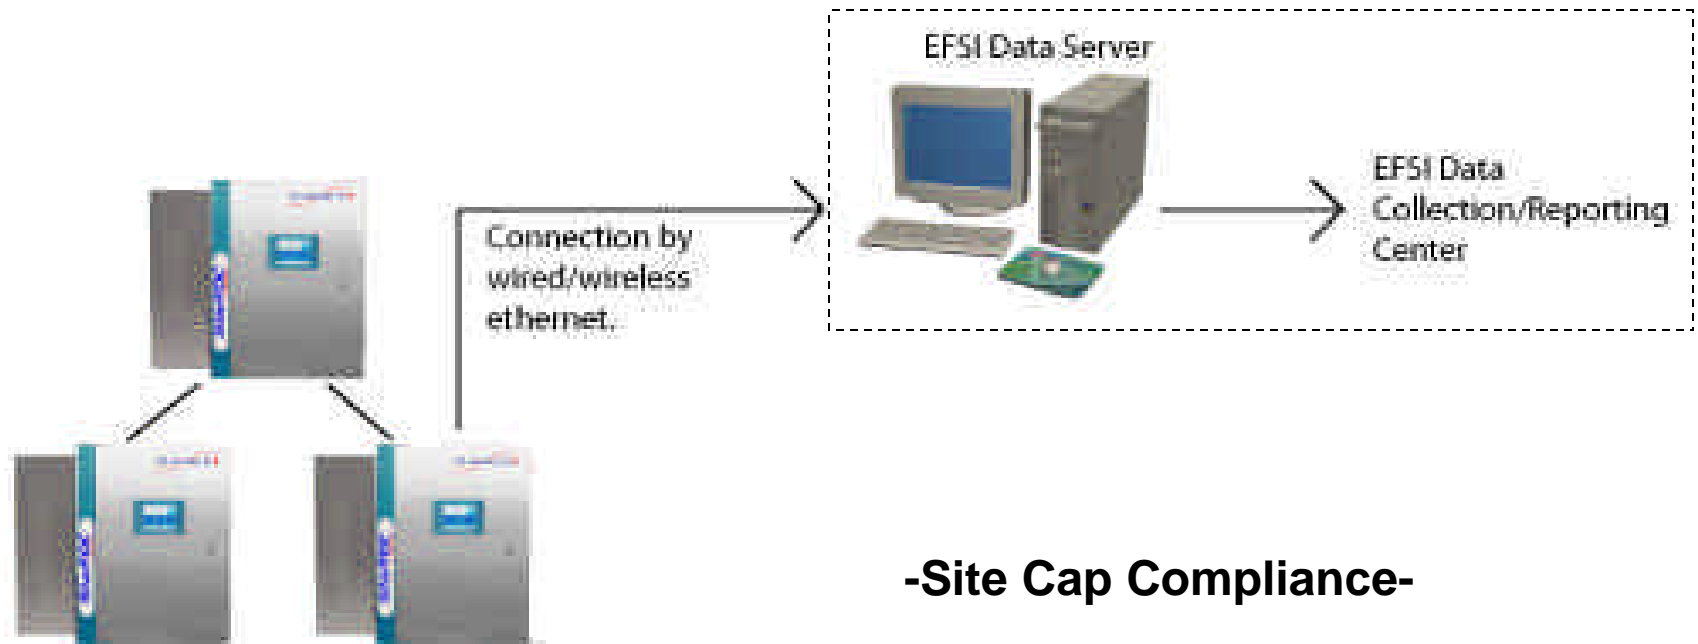 EFSI Data Server
EFSI Data
Collection/Reporting
Center
Connection by
wired/wireless
ethernet.
-Site Cap Compliance-